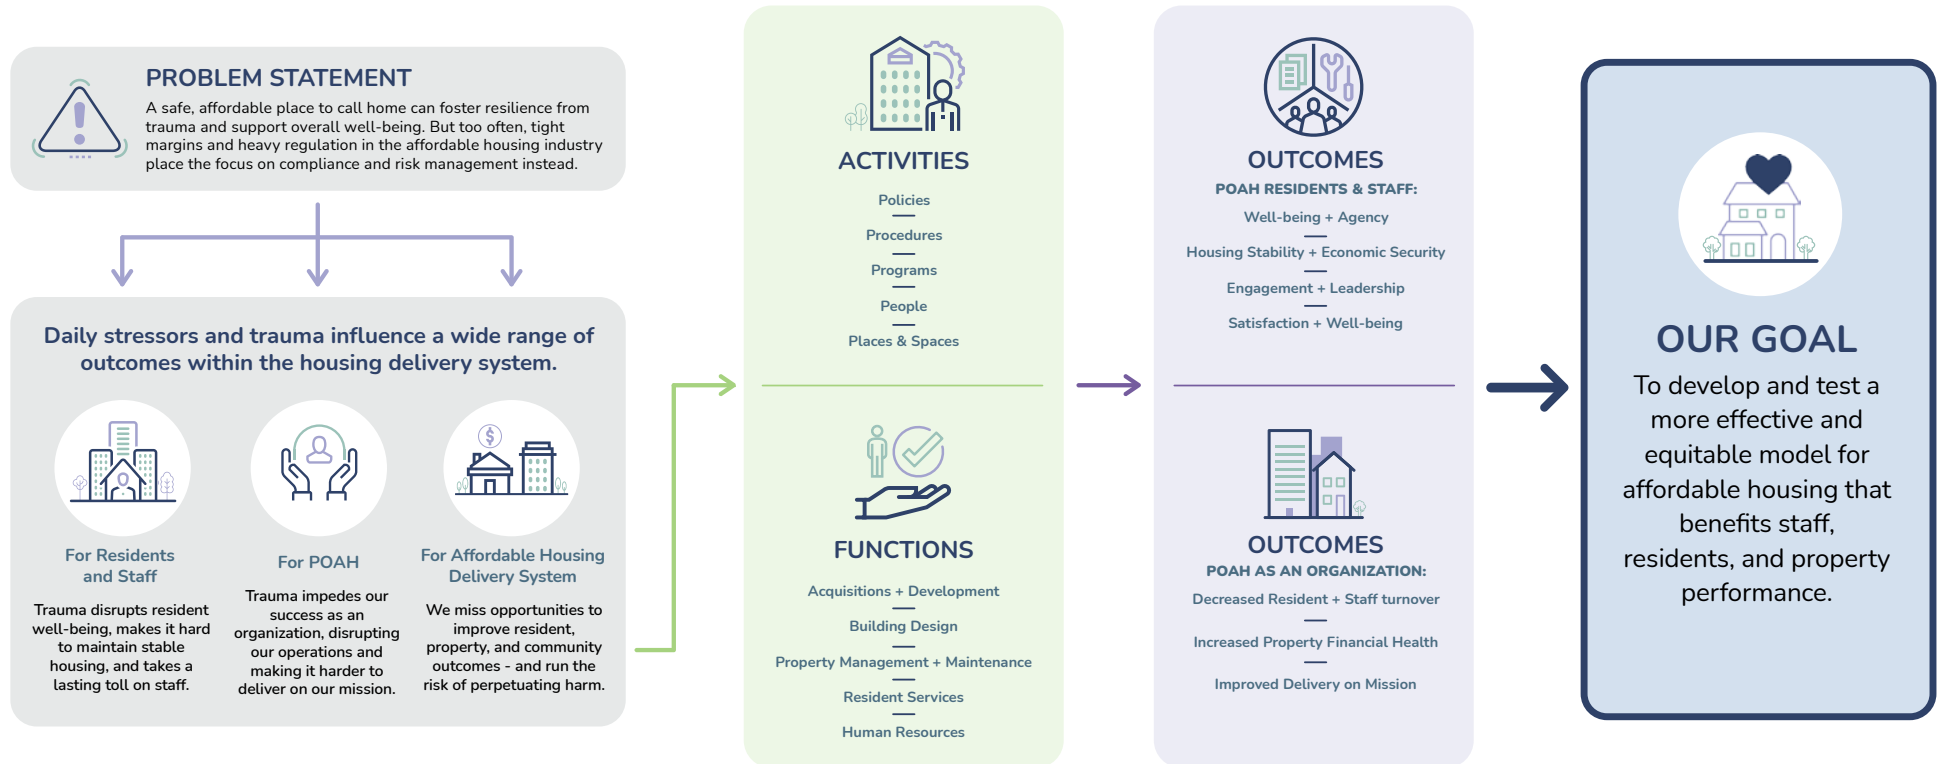 PROBLEM STATEMENT
A safe, affordable place to call home can foster resilience from
trauma and support overall well-being. But too often, tight
margins and heavy regulation in the affordable housing industry
place the focus on compliance and risk management instead.
Daily stressors and trauma influence a wide range of
outcomes within the housing delivery system.
$
For Residents
and Staff
Trauma disrupts resident
well-being, makes it hard
to maintain stable
housing, and takes a
lasting toll on staff.
For POAH
Trauma impedes our
success as an
organization, disrupting
our operations and
making it harder to
deliver on our mission.
For Affordable Housing
Delivery System
We miss opportunities to
improve resident,
property, and community
outcomes - and run the
risk of perpetuating harm.
ACTIVITIES
Policies
Procedures
Programs
People
Places & Spaces
FUNCTIONS
Acquisitions + Development
Building Design
Property Management + Maintenance
Resident Services
Human Resources
OUTCOMES
POAH RESIDENTS & STAFF:
Well-being + Agency
Housing Stability + Economic Security
Engagement + Leadership
Satisfaction + Well-being
OUTCOMES
POAH AS AN ORGANIZATION:
Decreased Resident + Staff turnover
Increased Property Financial Health
Improved Delivery on Mission
OUR GOAL
To develop and test a
more effective and
equitable model for
affordable housing that
benefits staff,
residents, and property
performance.